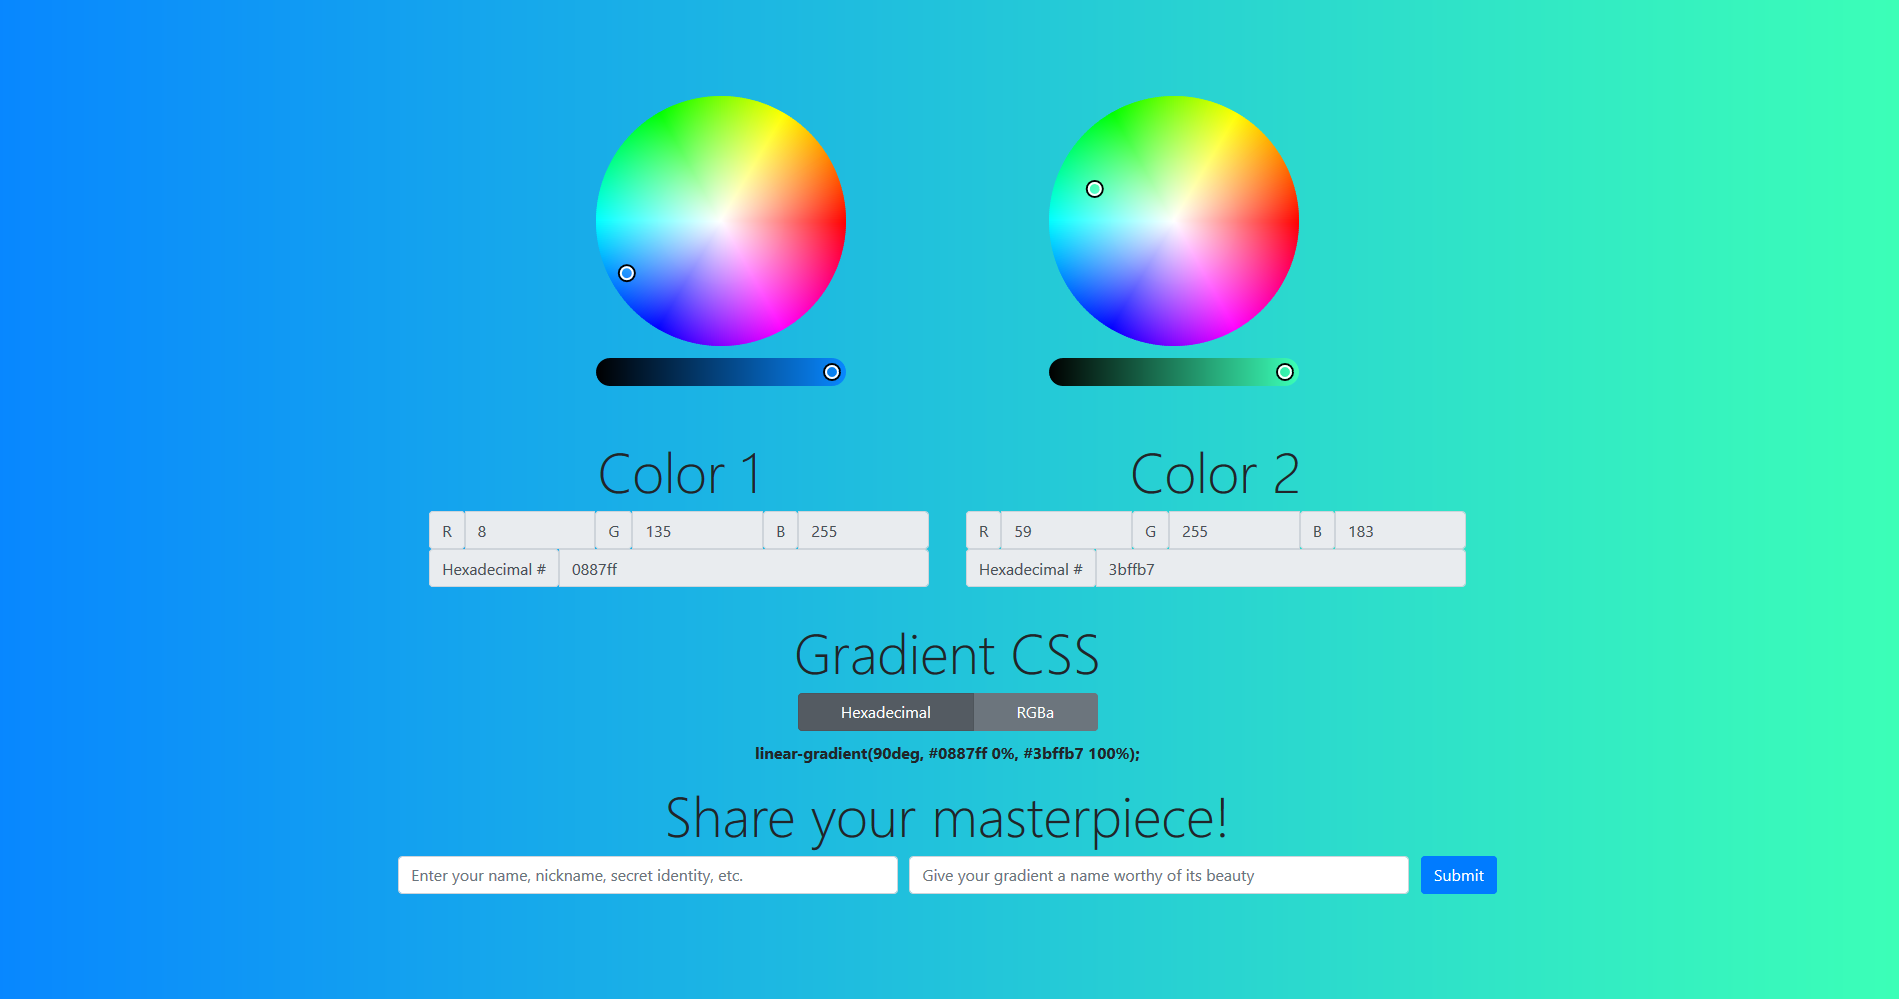 Color 1
Color 2
R 8 G 135 B 255
R 59 G 255 B 183
Hexadecimal # 0887ff
Hexadecimal # 3bffb7
Gradient CSS
Hexadecimal RGBa
linear-gradient(90deg, #0887ff 0%, #3bffb7 100%);
Share your masterpiece!
Enter your name, nickname, secret identity, etc. Give your gradient a name worthy of its beauty Submit